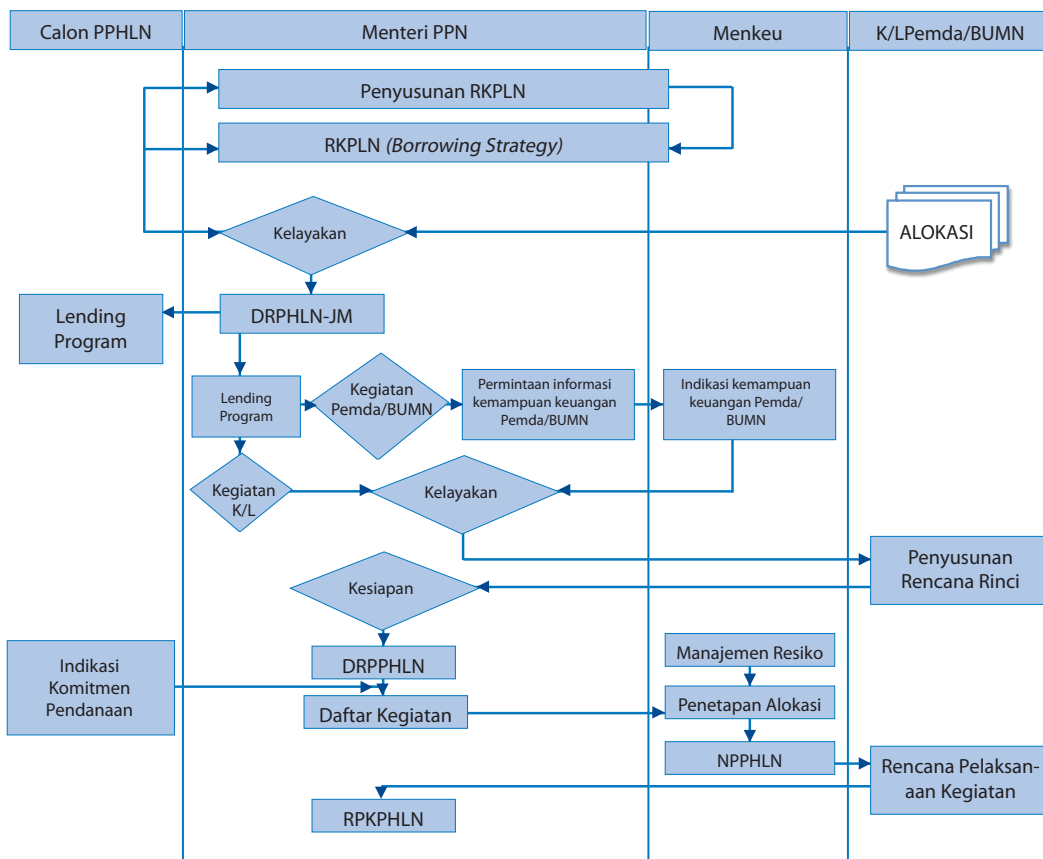 Calon PPHLN
Menteri PPN
Menkeu
K/LPemda/BUMN
Penyusunan RKPLN
RKPLN (Borrowing Strategy)
Kelayakan
ALOKASI
Lending
Program
DRPHLN-JM
Lending
Program
Kegiatan
Pemda/BUMN
Permintaan informasi
kemampuan keuangan
Pemda/BUMN
Indikasi kemampuan
keuangan Pemda/
BUMN
Kegiatan
K/L
Kelayakan
Penyusunan
Rencana Rinci
Kesiapan
Indikasi
Komitmen
Pendanaan
DRPPHLN
Daftar Kegiatan
Manajemen Resiko
Penetapan Alokasi
NPPHLN
Rencana Pelaksan-
aan Kegiatan
RPKPHLN